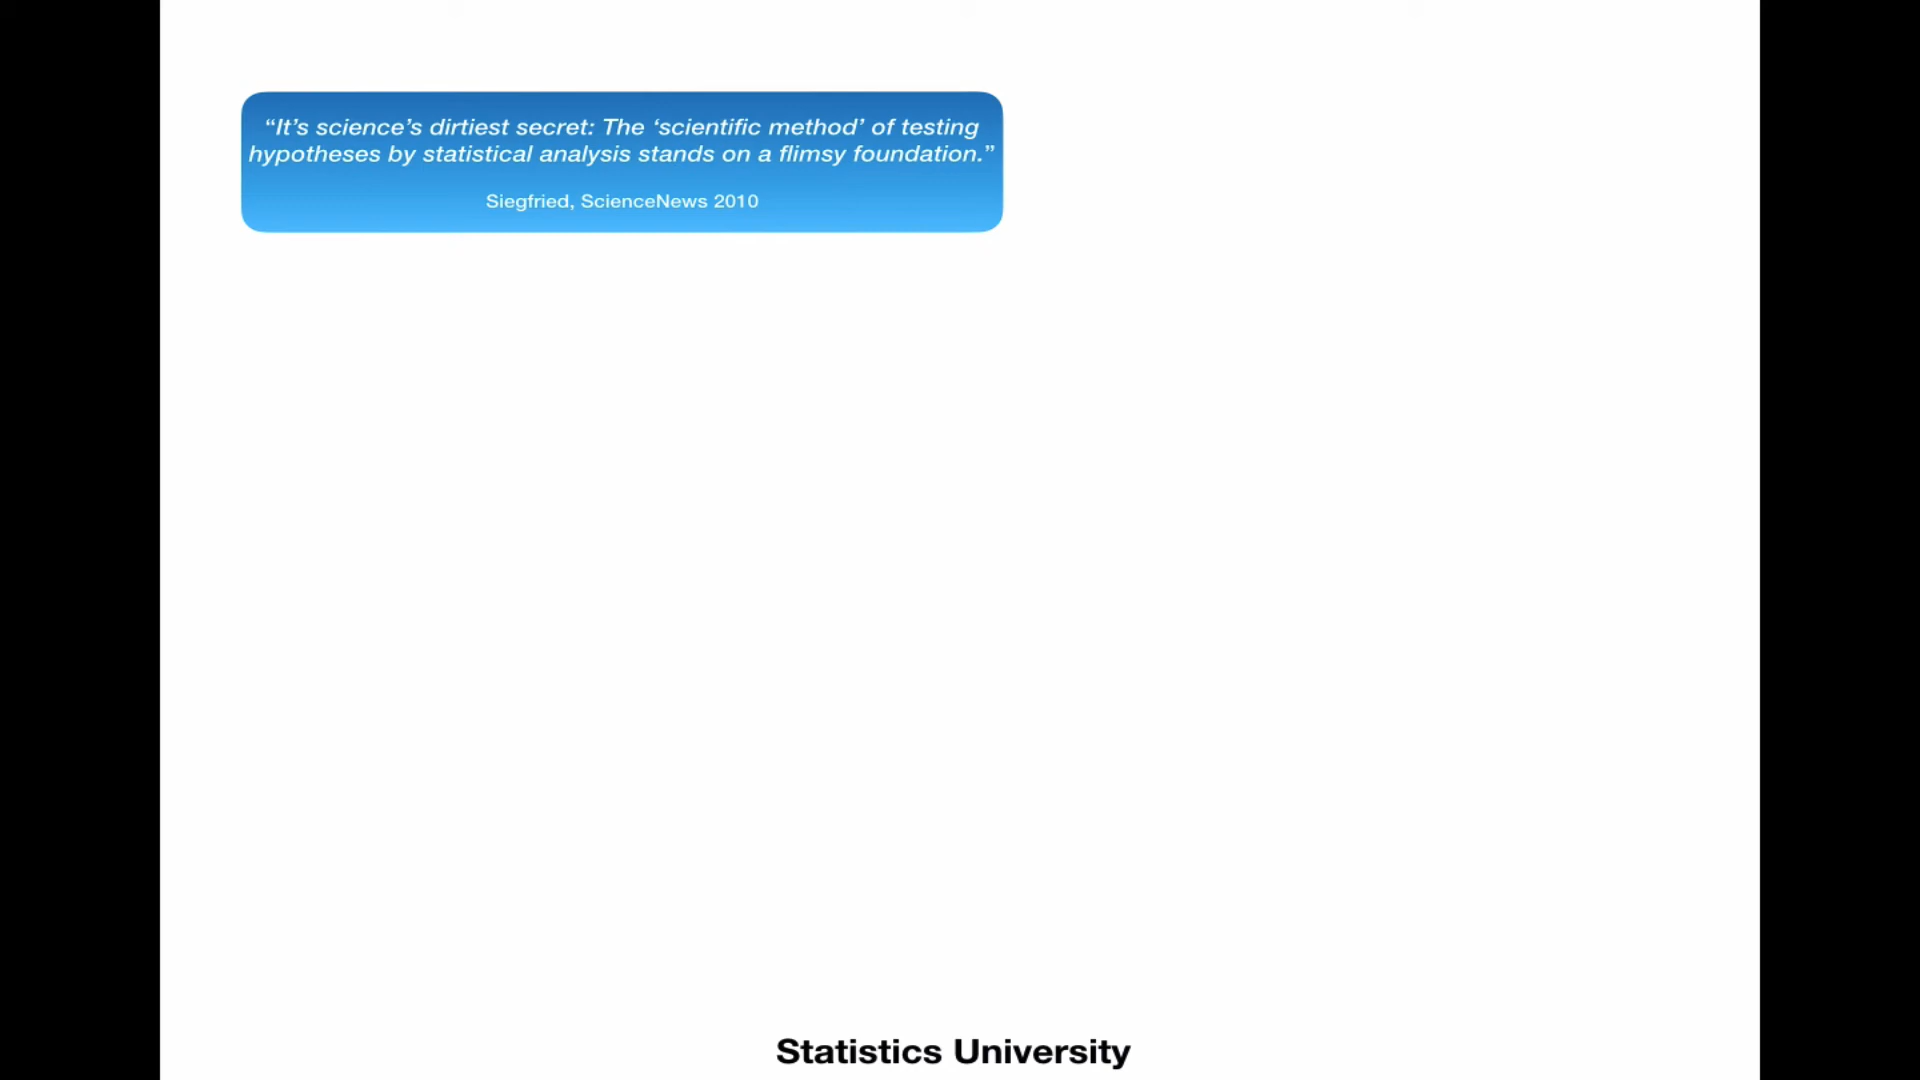 “It’s science’s dirtiest secret: The ‘scientific method’ of testing
hypotheses by statistical analysis stands on a flimsy foundation.”
Siegfried, ScienceNews 2010
Statistics University